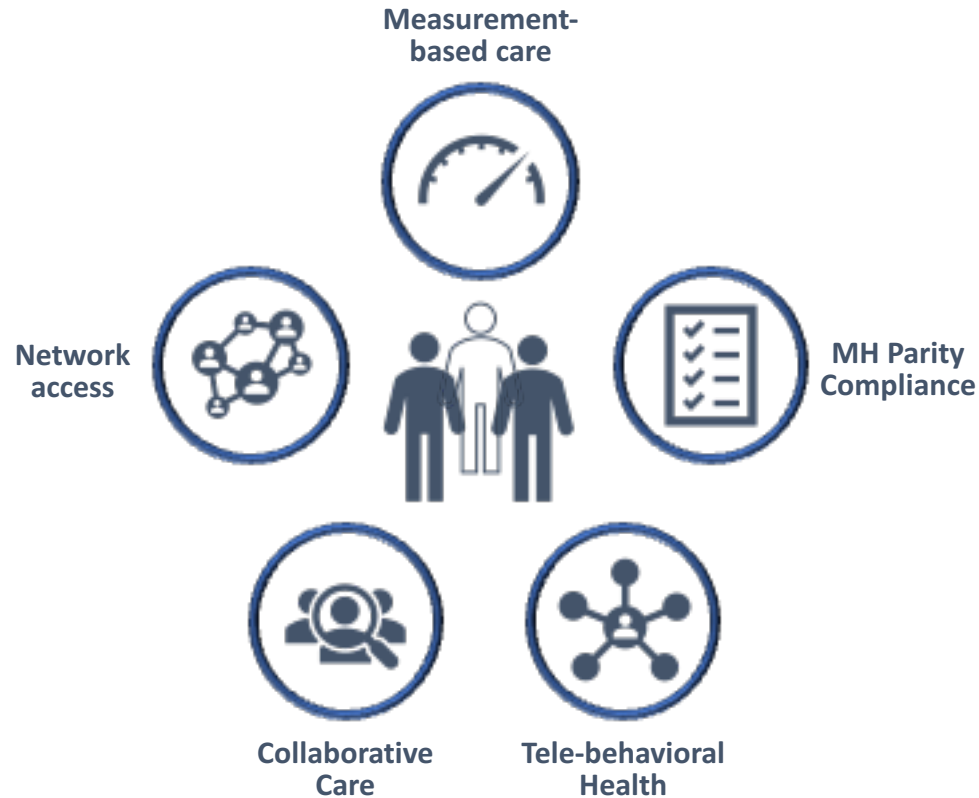 Measurement-
based care
Network
access
MH Parity
Compliance
Collaborative
Care
Tele-behavioral
Health